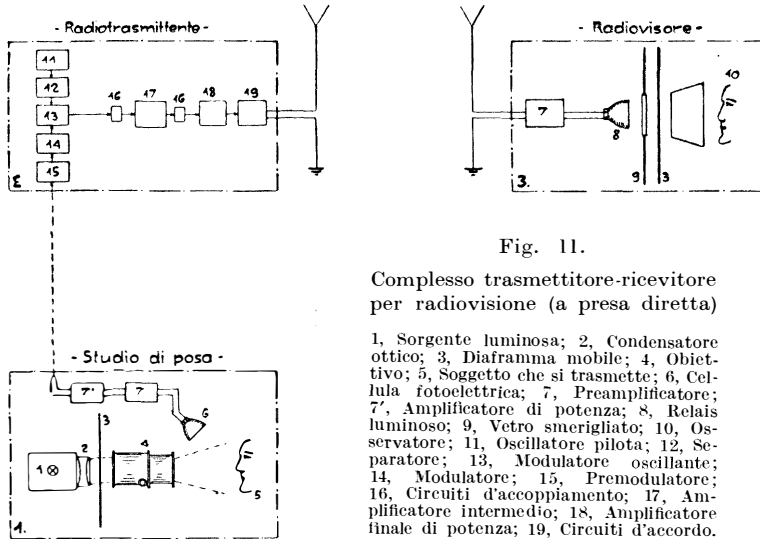 - Radiotrasmittente -
11
12
13
14
15
16
17
16
18
19
2.
- Radiovisore -
7
8
9
3
10
3.
- Studio di posa -
7'
7
6
3
1
2
4
5
1.
Fig. 11.
Complesso trasmettitore-ricevitore
per radiovisione (a presa diretta)
1, Sorgente luminosa; 2, Condensatore
ottico; 3, Diaframma mobile; 4, Obiet-
tivo; 5, Soggetto che si trasmette; 6, Cel-
lula fotoelettrica; 7, Preamplificatore;
7′, Amplificatore di potenza; 8, Relais
luminoso; 9, Vetro smerigliato; 10, Os-
servatore; 11, Oscillatore pilota; 12, Se-
paratore; 13, Modulatore oscillante;
14, Modulatore; 15, Premodulatore;
16, Circuiti d'accoppiamento; 17, Am-
plificatore intermedio; 18, Amplificatore
finale di potenza; 19, Circuiti d'accordo.